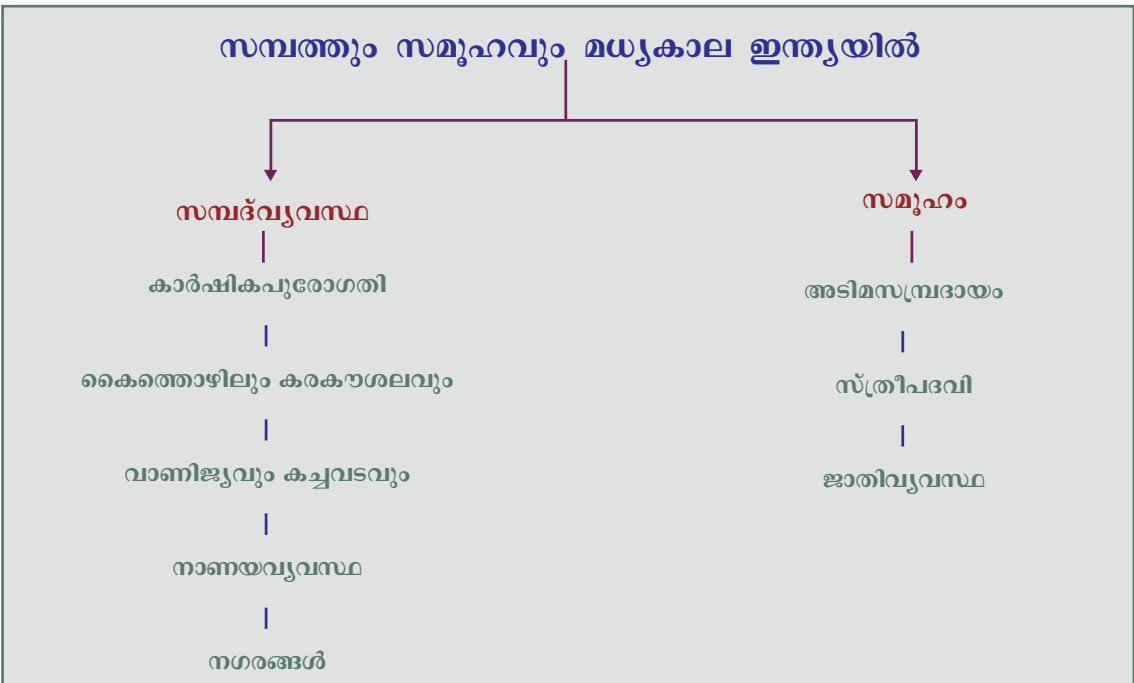 സമ്പത്തും സമൂഹവും മധ്യകാല ഇന്ത്യയിൽ
സമ്പദ്‌വ്യവസ്ഥ
കാർഷികപുരോഗതി
കൈത്തൊഴിലും കരകൗശലവും
വാണിജ്യവും കച്ചവടവും
നാണയവ്യവസ്ഥ
നഗരങ്ങൾ
സമൂഹം
അടിമസമ്പ്രദായം
സ്ത്രീപദവി
ജാതിവ്യവസ്ഥ